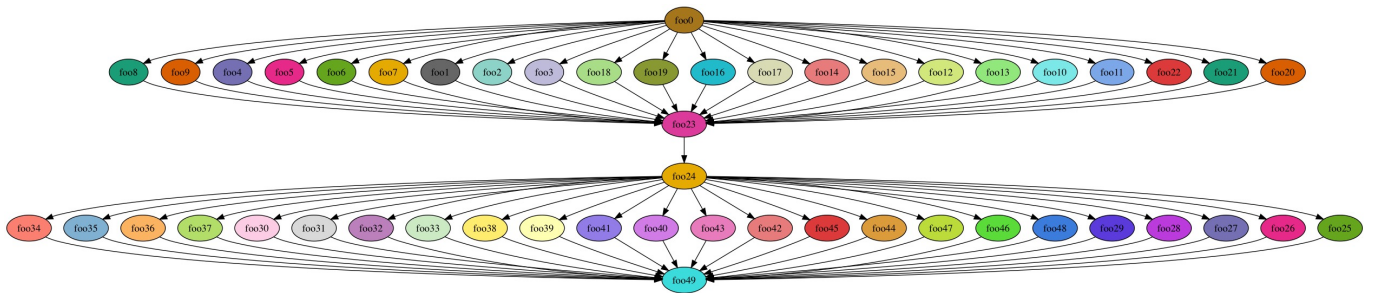 foo0
foo8 foo9 foo4 foo5 foo6 foo7 foo1 foo2 foo3 foo18 foo19 foo16 foo17 foo14 foo15 foo12 foo13 foo10 foo11 foo22 foo21 foo20
foo23
foo24
foo34 foo35 foo36 foo37 foo30 foo31 foo32 foo33 foo38 foo39 foo41 foo40 foo43 foo42 foo45 foo44 foo47 foo46 foo48 foo29 foo28 foo27 foo26 foo25
foo49